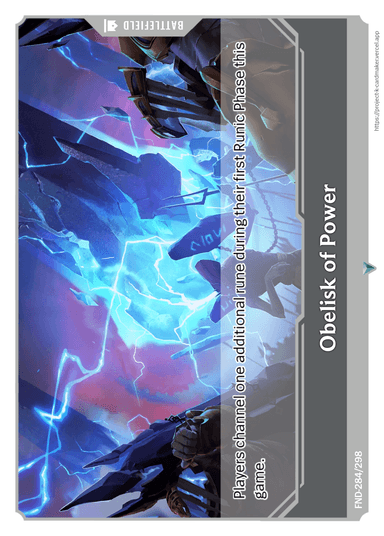 BATTLEFIELD
Players channel one additional rune during their first Runic Phase this
game.
Obelisk of Power
FND-284/298
https://project-k-cardmaker.vercel.app